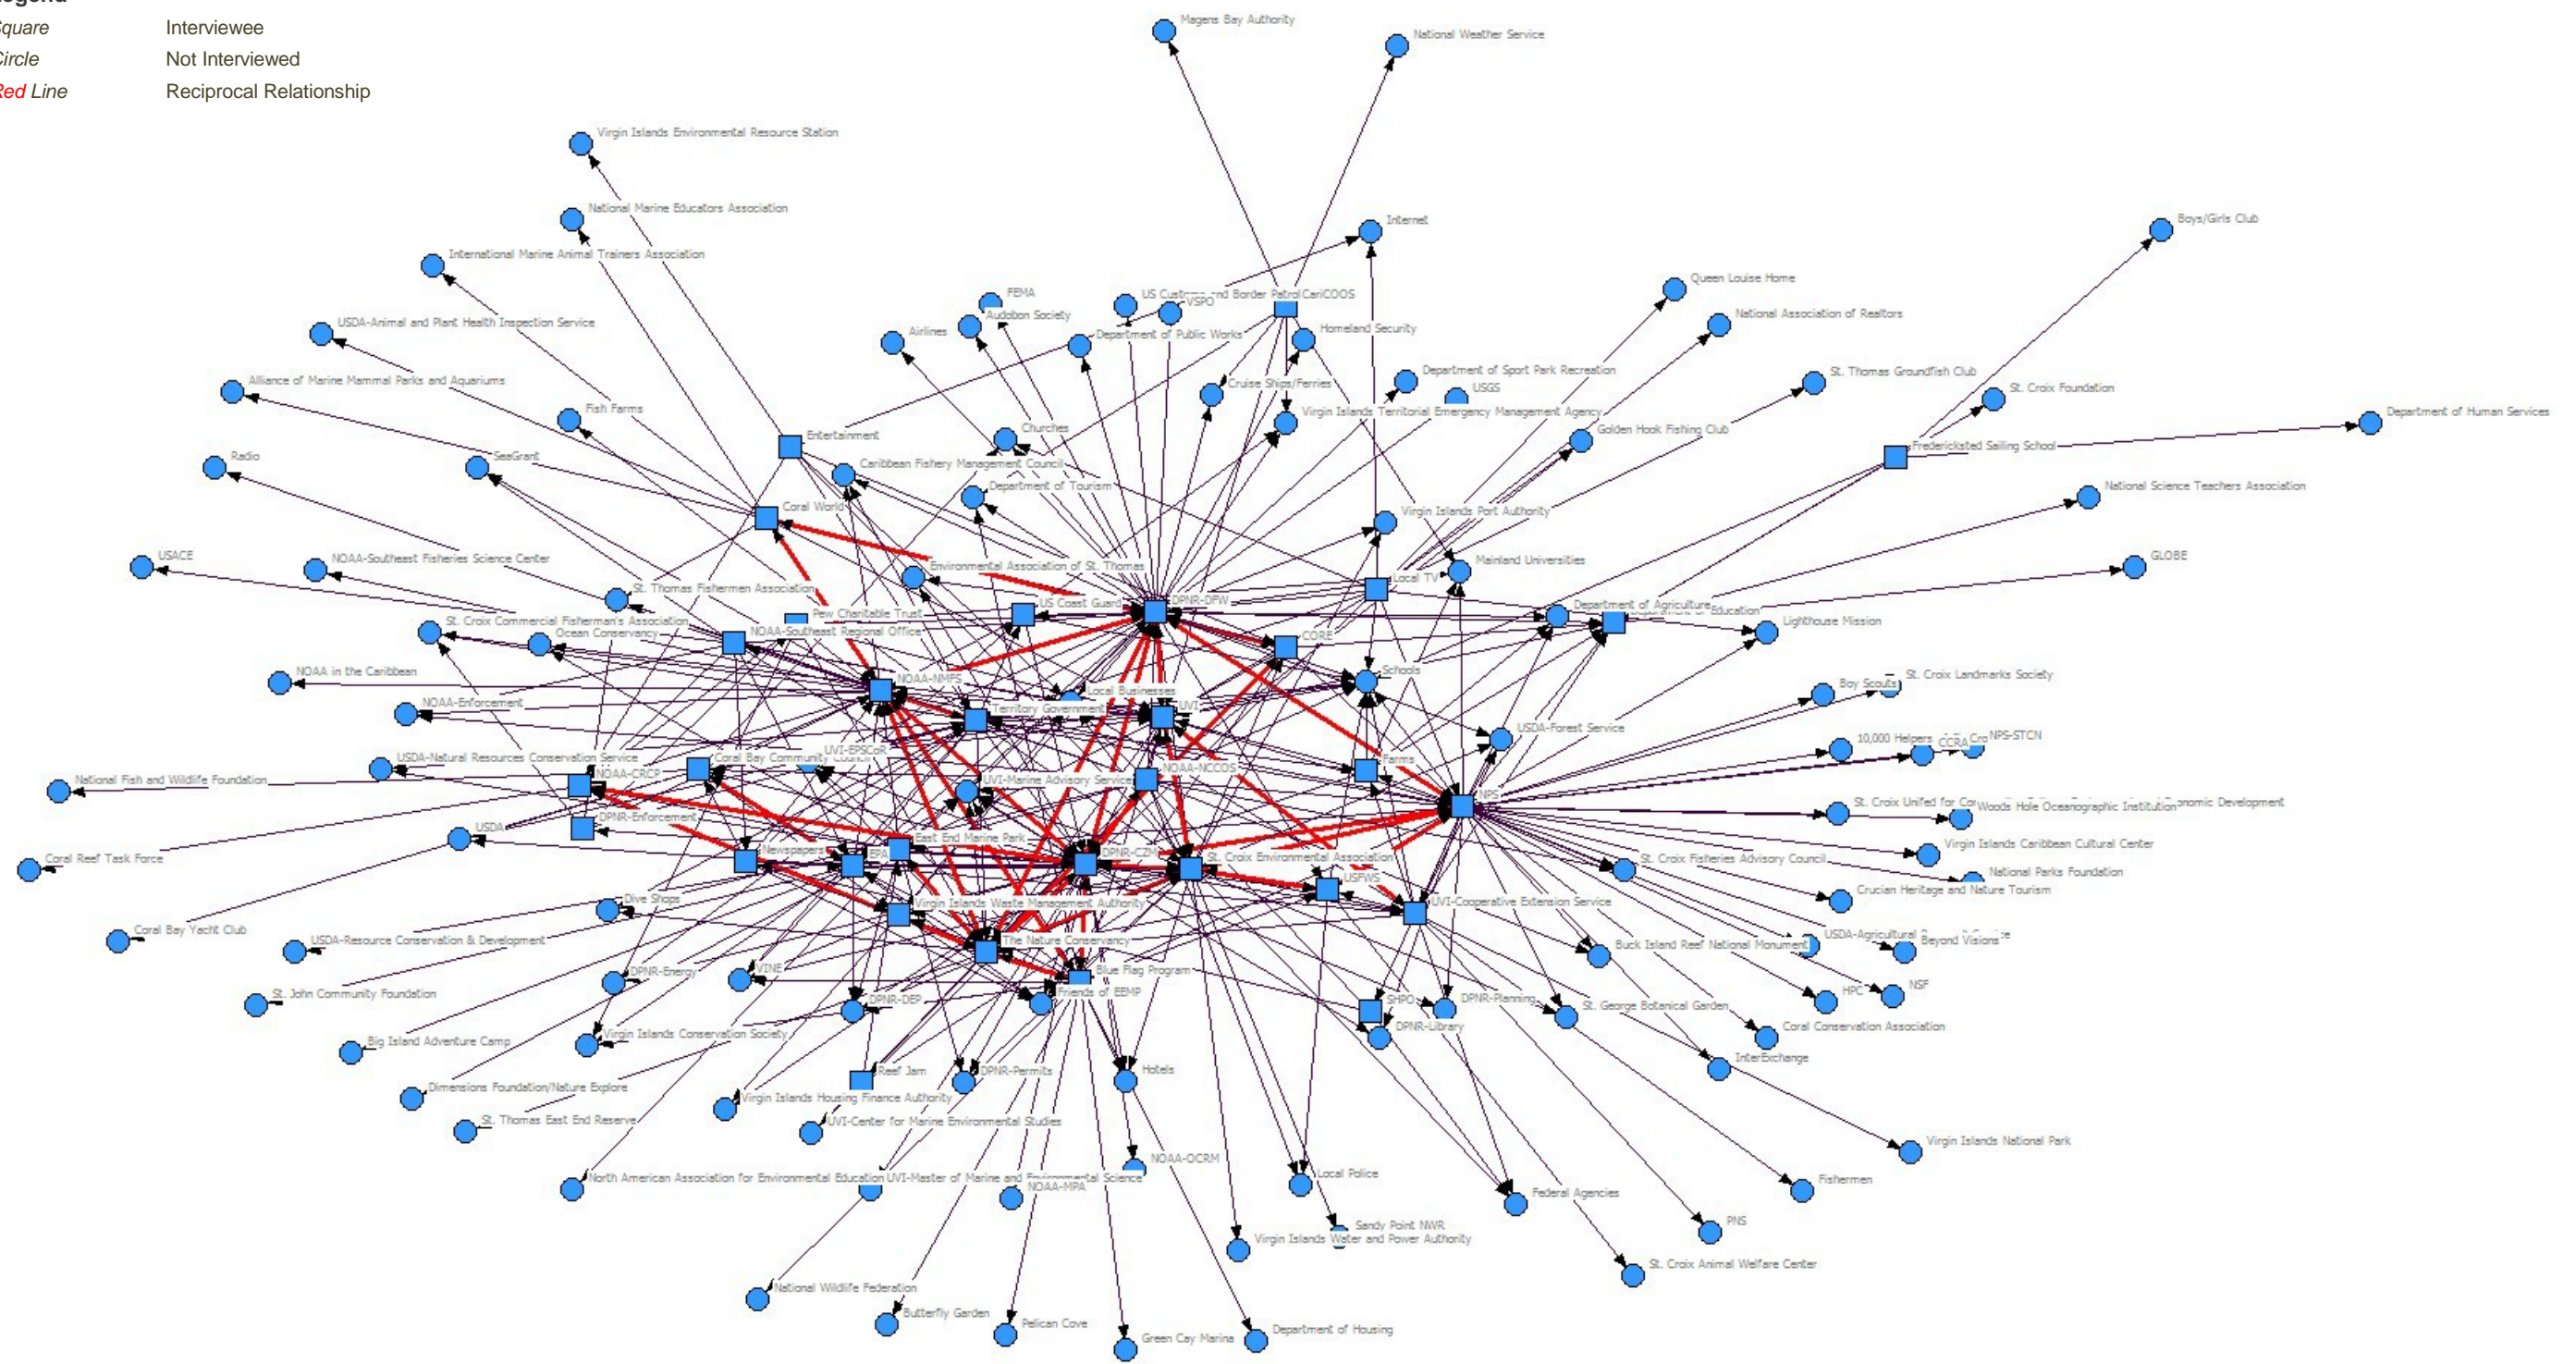 Square Interviewee
Circle Not Interviewed
Red Line Reciprocal Relationship
Magens Bay Authority
National Weather Service
Virgin Islands Environmental Resource Station
National Marine Educators Association
Internet
Boys/Girls Club
International Marine Animal Trainers Association
Queen Louise Home
FEMA
US Customs and Border Patrol
CariCOOS
VSPO
Audobon Society
National Association of Realtors
USDA-Animal and Plant Health Inspection Service
Airlines
Department of Public Works
Homeland Security
Alliance of Marine Mammal Parks and Aquariums
Cruise Ships/Ferries
Department of Sport Park Recreation
USGS
St. Thomas Groundfish Club
St. Croix Foundation
Fish Farms
Virgin Islands Territorial Emergency Management Agency
Department of Human Services
Entertainment
Churches
Golden Hook Fishing Club
Fredericksted Sailing School
Radio
SeaGrant
Caribbean Fishery Management Council
Department of Tourism
National Science Teachers Association
Coral World
Virgin Islands Port Authority
USACE
NOAA-Southeast Fisheries Science Center
Environmental Association of St. Thomas
Mainland Universities
GLOBE
St. Thomas Fishermen Association
Local TV
Pew Charitable Trust
US Coast Guard
DPNR-DFW
Department of Agriculture
Education
St. Croix Commercial Fisherman's Association
Ocean Conservancy
NOAA-Southeast Regional Office
CORE
Lighthouse Mission
NOAA in the Caribbean
NOAA-NMFS
Schools
Local Businesses
Boy Scouts
St. Croix Landmarks Society
NOAA-Enforcement
Territory Government
UVI
USDA-Forest Service
10,000 Helpers
CCRA
NPS-STCN
UVI-EPSCoR
USDA-Natural Resources Conservation Service
Coral Bay Community Council
Farms
National Fish and Wildlife Foundation
NOAA-CRCP
UVI-Marine Advisory Service
NOAA-NCCOS
NPS
St. Croix Unifed for
Woods Hole Oceanographic Institution
Development
DPNR-Enforcement
USDA
East End Marine Park
Virgin Islands Caribbean Cultural Center
Coral Reef Task Force
Newspapers
EPA
DPNR-CZM
St. Croix Environmental Association
St. Croix Fisheries Advisory Council
National Parks Foundation
USFWS
Crucian Heritage and Nature Tourism
Dive Shops
Virgin Islands Waste Management Authority
UVI-Cooperative Extension Service
Coral Bay Yacht Club
USDA-Resource Conservation & Development
The Nature Conservancy
Buck Island Reef National Monument
USDA-Agricultural
Beyond Visions
DPNR-Energy
VINE
Blue Flag Program
St. John Community Foundation
DPNR-DEP
Friends of EEMP
SHPO
DPNR-Planning
St. George Botanical Garden
HPC
NSF
Big Island Adventure Camp
Virgin Islands Conservation Society
DPNR-Library
Coral Conservation Association
Reef Jam
DPNR-Permits
Hotels
InterExchange
Dimensions Foundation/Nature Explore
Virgin Islands Housing Finance Authority
St. Thomas East End Reserve
UVI-Center for Marine Environmental Studies
Virgin Islands National Park
North American Association for Environmental Education
UVI-Master of Marine and Environmental Science
NOAA-OCRM
NOAA-MPA
Local Police
Federal Agencies
Fishermen
Sandy Point NWR
PNS
Virgin Islands Water and Power Authority
St. Croix Animal Welfare Center
National Wildlife Federation
Butterfly Garden
Pelican Cove
Green Cay Marina
Department of Housing